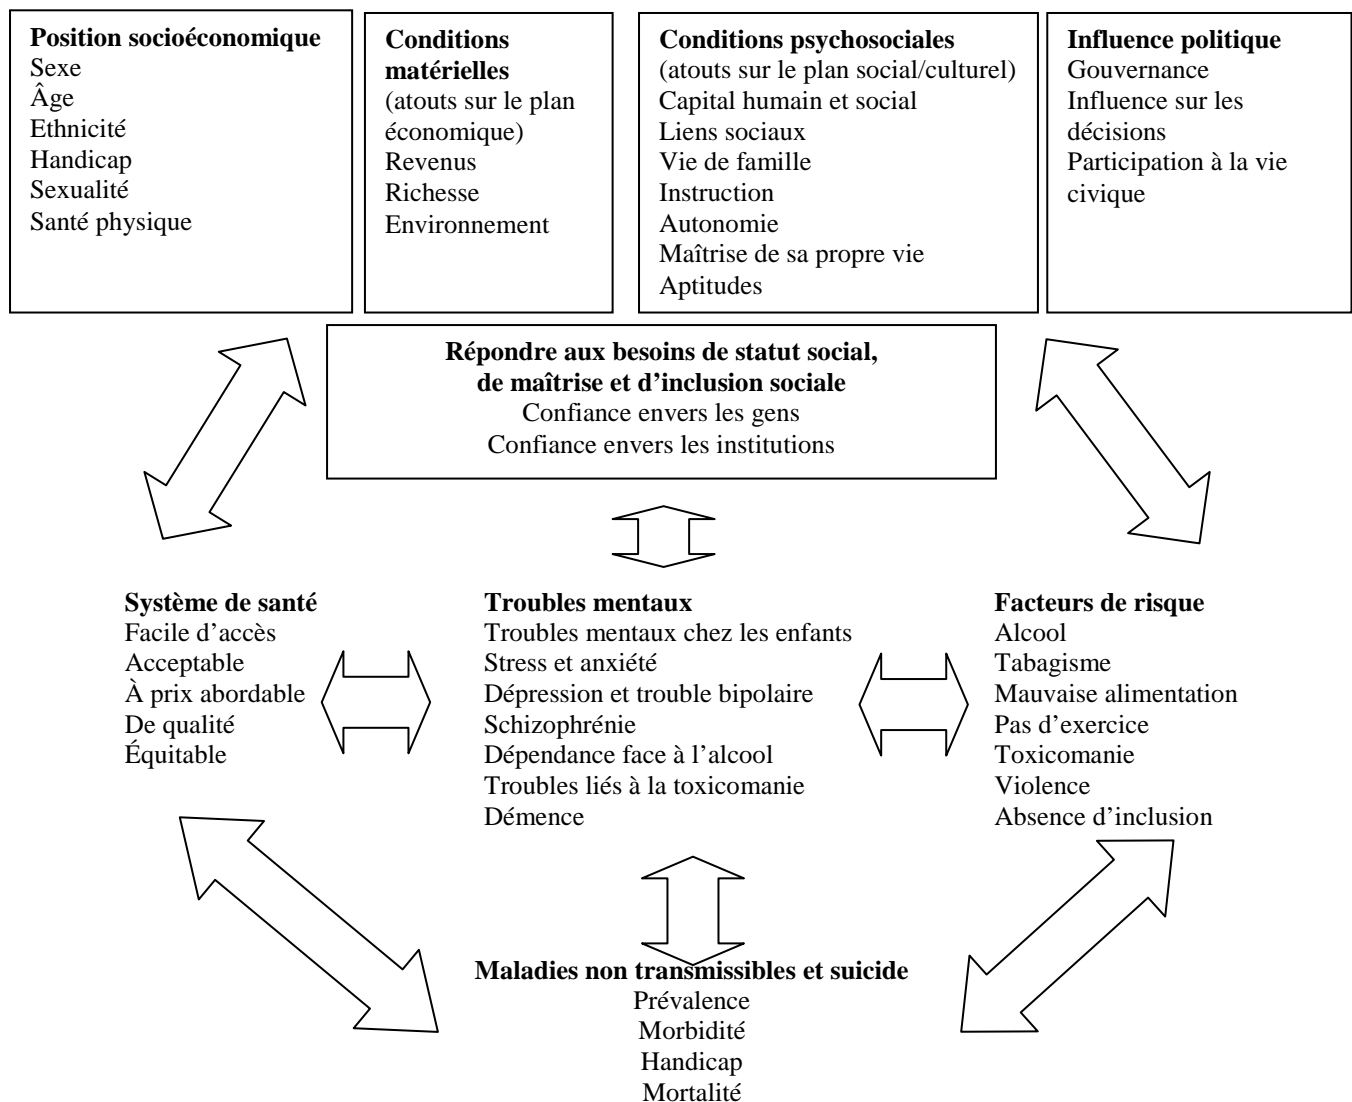 Position socioéconomique
Sexe
Âge
Ethnicité
Handicap
Sexualité
Santé physique
Conditions
matérielles
(atouts sur le plan
économique)
Revenus
Richesse
Environnement
Conditions psychosociales
(atouts sur le plan social/culturel)
Capital humain et social
Liens sociaux
Vie de famille
Instruction
Autonomie
Maîtrise de sa propre vie
Aptitudes
Influence politique
Gouvernance
Influence sur les
décisions
Participation à la vie
civique
Répondre aux besoins de statut social,
de maîtrise et d’inclusion sociale
Confiance envers les gens
Confiance envers les institutions
Système de santé
Facile d’accès
Acceptable
À prix abordable
De qualité
Équitable
Troubles mentaux
Troubles mentaux chez les enfants
Stress et anxiété
Dépression et trouble bipolaire
Schizophrénie
Dépendance face à l’alcool
Troubles liés à la toxicomanie
Démence
Facteurs de risque
Alcool
Tabagisme
Mauvaise alimentation
Pas d’exercice
Toxicomanie
Violence
Absence d’inclusion
Maladies non transmissibles et suicide
Prévalence
Morbidité
Handicap
Mortalité